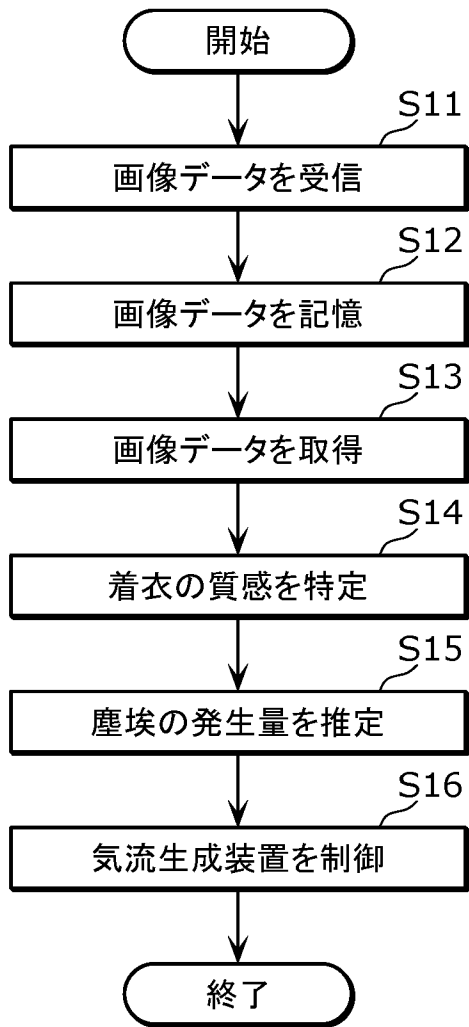 開始
S11
画像データを受信
S12
画像データを記憶
S13
画像データを取得
S14
着衣の質感を特定
S15
塵埃の発生量を推定
S16
気流生成装置を制御
終了